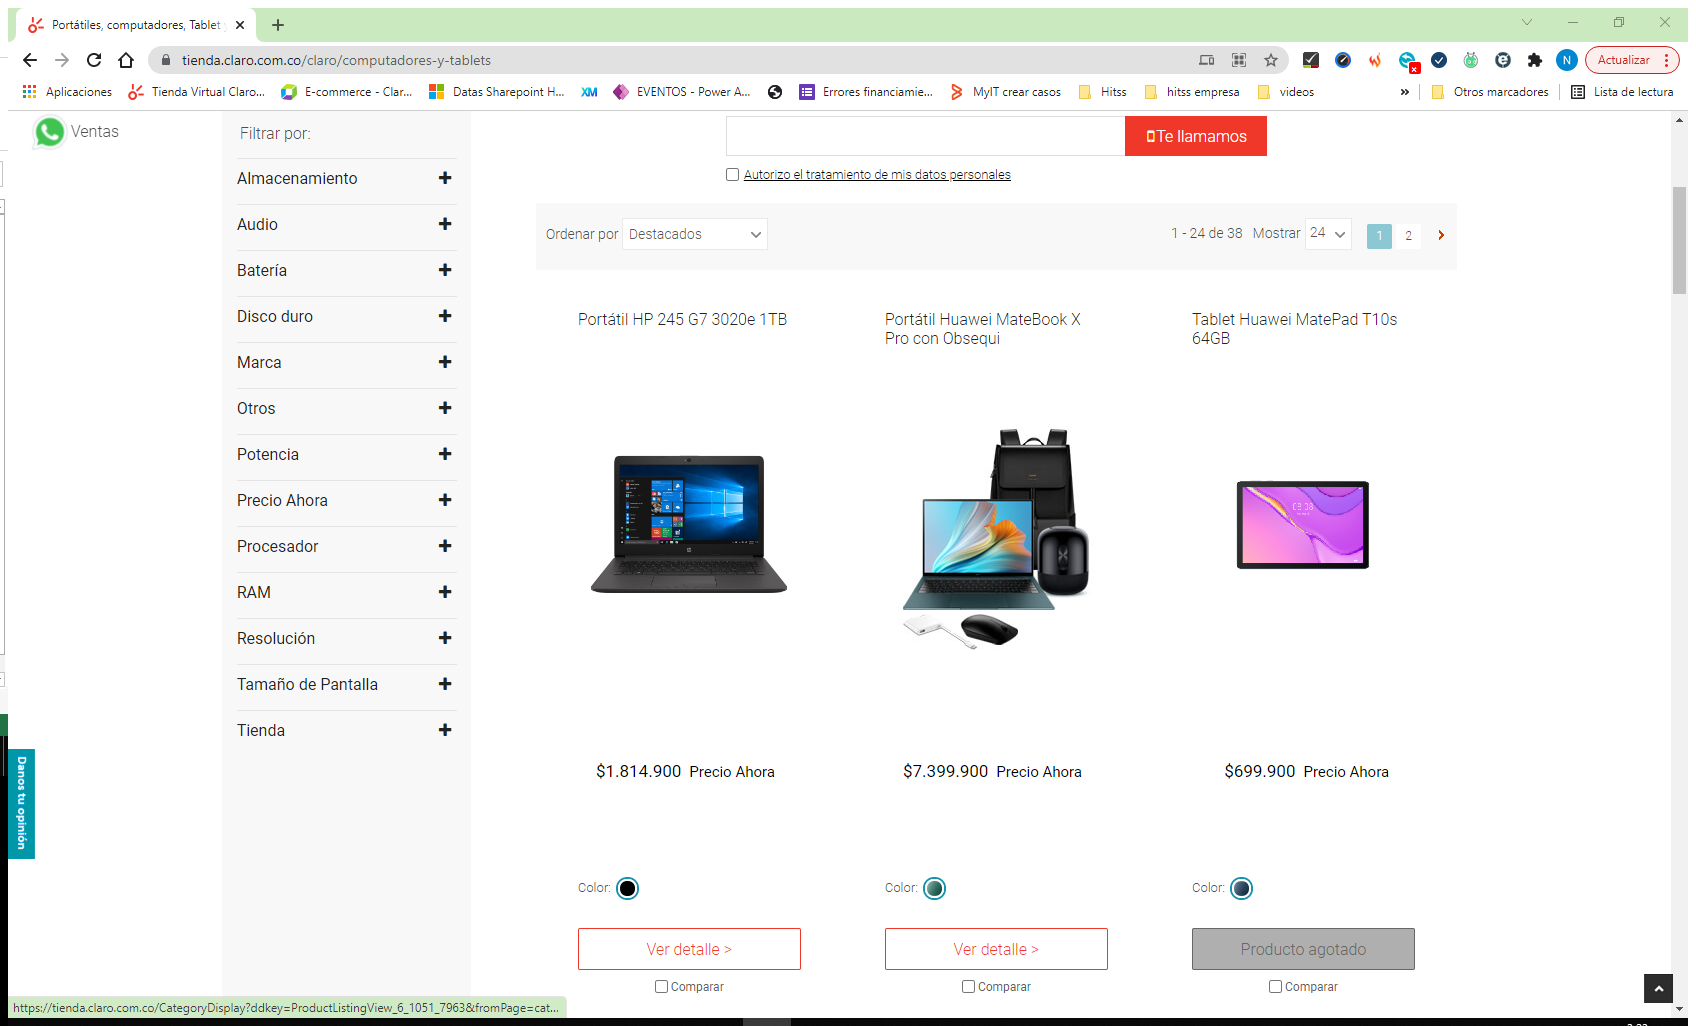 Portátiles, computadores, Tablet y
tienda.claro.com.co/claro/computadores-y-tablets
N
Actualizar
Aplicaciones
Tienda Virtual Claro...
E-commerce - Clar...
Datas Sharepoint H...
XM
EVENTOS - Power A...
Errores financiamie...
MyIT crear casos
Hitss
hitss empresa
videos
»
Otros marcadores
Lista de lectura
Ventas
Filtrar por:
Almacenamiento
Audio
Batería
Disco duro
Marca
Otros
Potencia
Precio Ahora
Procesador
RAM
Resolución
Tamaño de Pantalla
Tienda
Danos tu opinión
Te llamamos
Autorizo el tratamiento de mis datos personales
Ordenar por Destacados
1 - 24 de 38 Mostrar 24 1 2
Portátil HP 245 G7 3020e 1TB
Portátil Huawei MateBook X
Pro con Obsequi
Tablet Huawei MatePad T10s
64GB
$1.814.900 Precio Ahora
$7.399.900 Precio Ahora
$699.900 Precio Ahora
Color:
Color:
Color:
Ver detalle >
Ver detalle >
Producto agotado
Comparar
Comparar
Comparar
https://tienda.claro.com.co/CategoryDisplay?ddkey=ProductListingView_6_1051_7963&fromPage=cat...